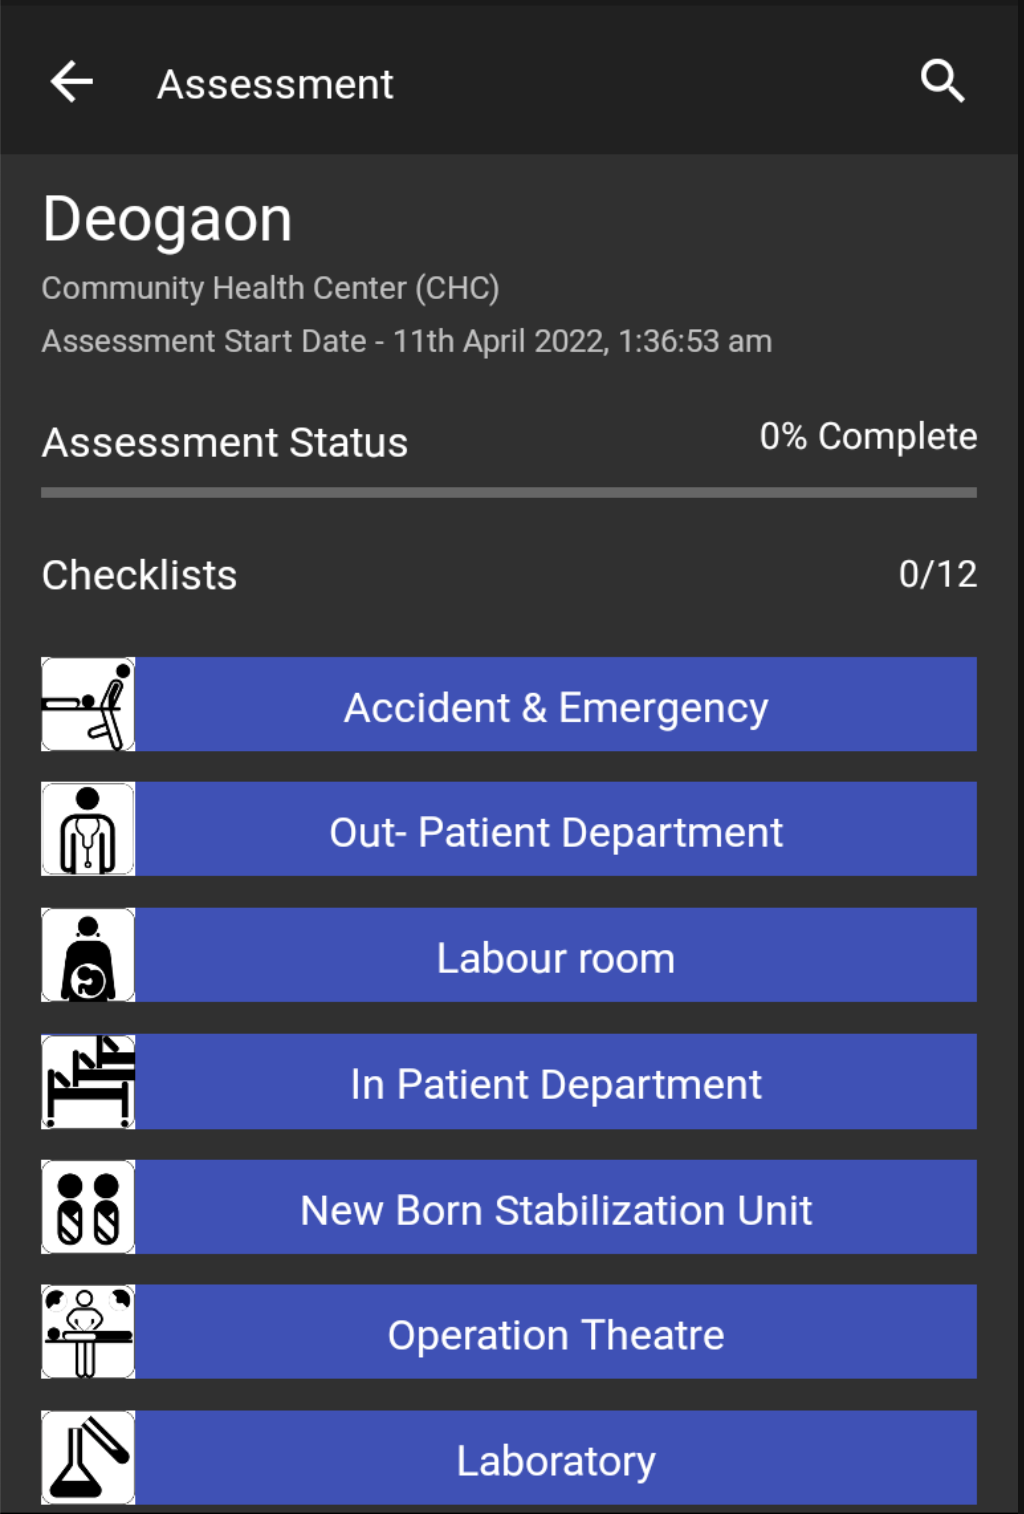 Assessment
Deogaon
Community Health Center (CHC)
Assessment Start Date - 11th April 2022, 1:36:53 am
Assessment Status
0% Complete
Checklists
0/12
Accident & Emergency
Out- Patient Department
Labour room
In Patient Department
New Born Stabilization Unit
Operation Theatre
Laboratory